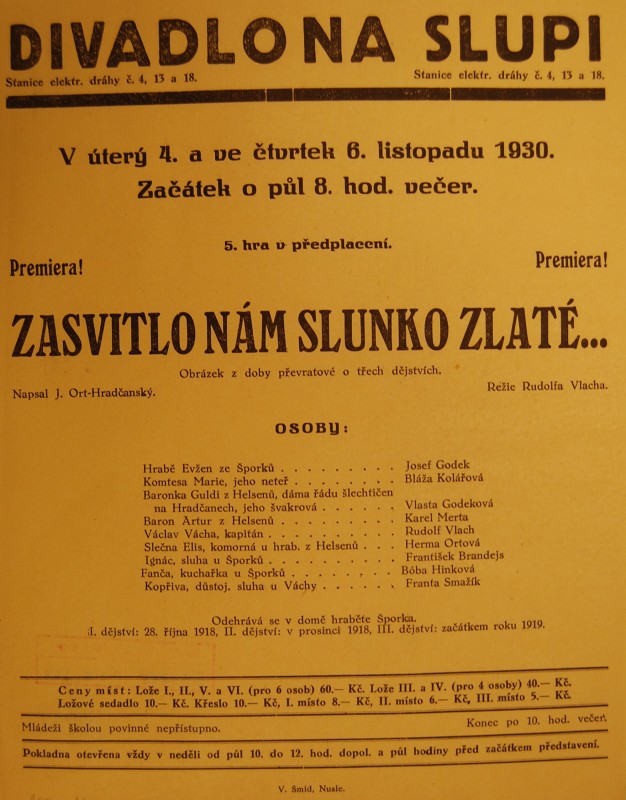 DIVADLO NA SLUPI
Stanice elektr. dráhy č. 4, 13 a 18. Stanice elektr. dráhy č. 4, 13 a 18.
V úterý 4. a ve čtvrtek 6. listopadu 1930.
Začátek o půl 8. hod. večer.
5. hra v předplacení.
Premiera! Premiera!
ZASVITLO NÁM SLUNKO ZLATÉ...
Obrázek z doby převratové o třech dějstvích.
Napsal J. Ort-Hradčanský. Režie Rudolfa Vlacha.
OSOBY:
Hrabě Evžen ze Šporků . . . . . . . . . Josef Godek
Komtesa Marie, jeho neteř . . . . . . . . Bláža Kolářová
Baronka Guldi z Helsenů, dáma řádu šlechtičen
na Hradčanech, jeho švakrová . . . . . . Vlasta Godeková
Baron Artur z Helsenů . . . . . . . . . Karel Merta
Václav Vácha, kapitán . . . . . . . . . . Rudolf Vlach
Slečna Elis, komorná u hrab. z Helsenů . . . Herma Ortová
Ignác, sluha u Šporků . . . . . . . . . . František Brandejs
Fanča, kuchařka u Šporků . . . . . . . . Bóba Hinková
Kopřiva, důstoj. sluha u Váchy . . . . . . . Franta Smažík
Odehrává se v domě hraběte Šporka.
I. dějství: 28. října 1918, II. dějství: v prosinci 1918, III. dějství: začátkem roku 1919.
Ceny míst: Lože I., II., V. a VI. (pro 6 osob) 60.— Kč. Lože III. a IV. (pro 4 osoby) 40.— Kč.
Ložové sedadlo 10.— Kč. Křeslo 10.— Kč, I. místo 8.— Kč, II. místo 6.— Kč, III. místo 5.— Kč.
Mládeži školou povinné nepřístupno. Konec po 10. hod. večer.
Pokladna otevřena vždy v neděli od půl 10. do 12. hod. dopol. a půl hodiny před začátkem představení.
V. Šmíd, Nusle.